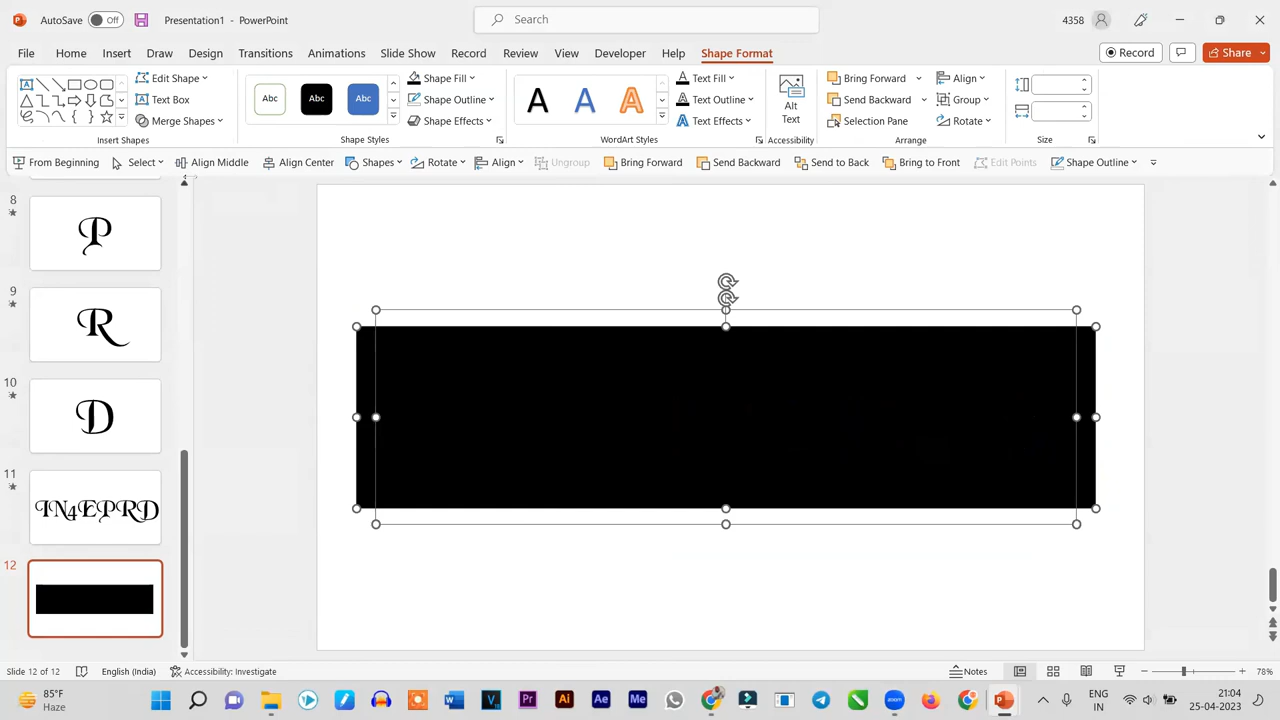 AutoSave Off Presentation1 - PowerPoint Search 4358
File Home Insert Draw Design Transitions Animations Slide Show Record Review View Developer Help Shape Format Record Share
Edit Shape Shape Fill Text Fill Bring Forward Align
Text Box Abc Abc Abc Shape Outline A A A Text Outline Alt Text Send Backward Group
Merge Shapes Shape Effects Text Effects Selection Pane Rotate
Insert Shapes Shape Styles WordArt Styles Accessibility Arrange Size
From Beginning Select Align Middle Align Center Shapes Rotate Align Ungroup Bring Forward Send Backward Send to Back Bring to Front Edit Points Shape Outline
8
P
9
R
10
D
11
IN4EPRD
12
Slide 12 of 12 English (India) Accessibility: Investigate Notes 78%
85°F
Haze
W V Pr Ai Ae Me
ENG
IN
21:04
25-04-2023